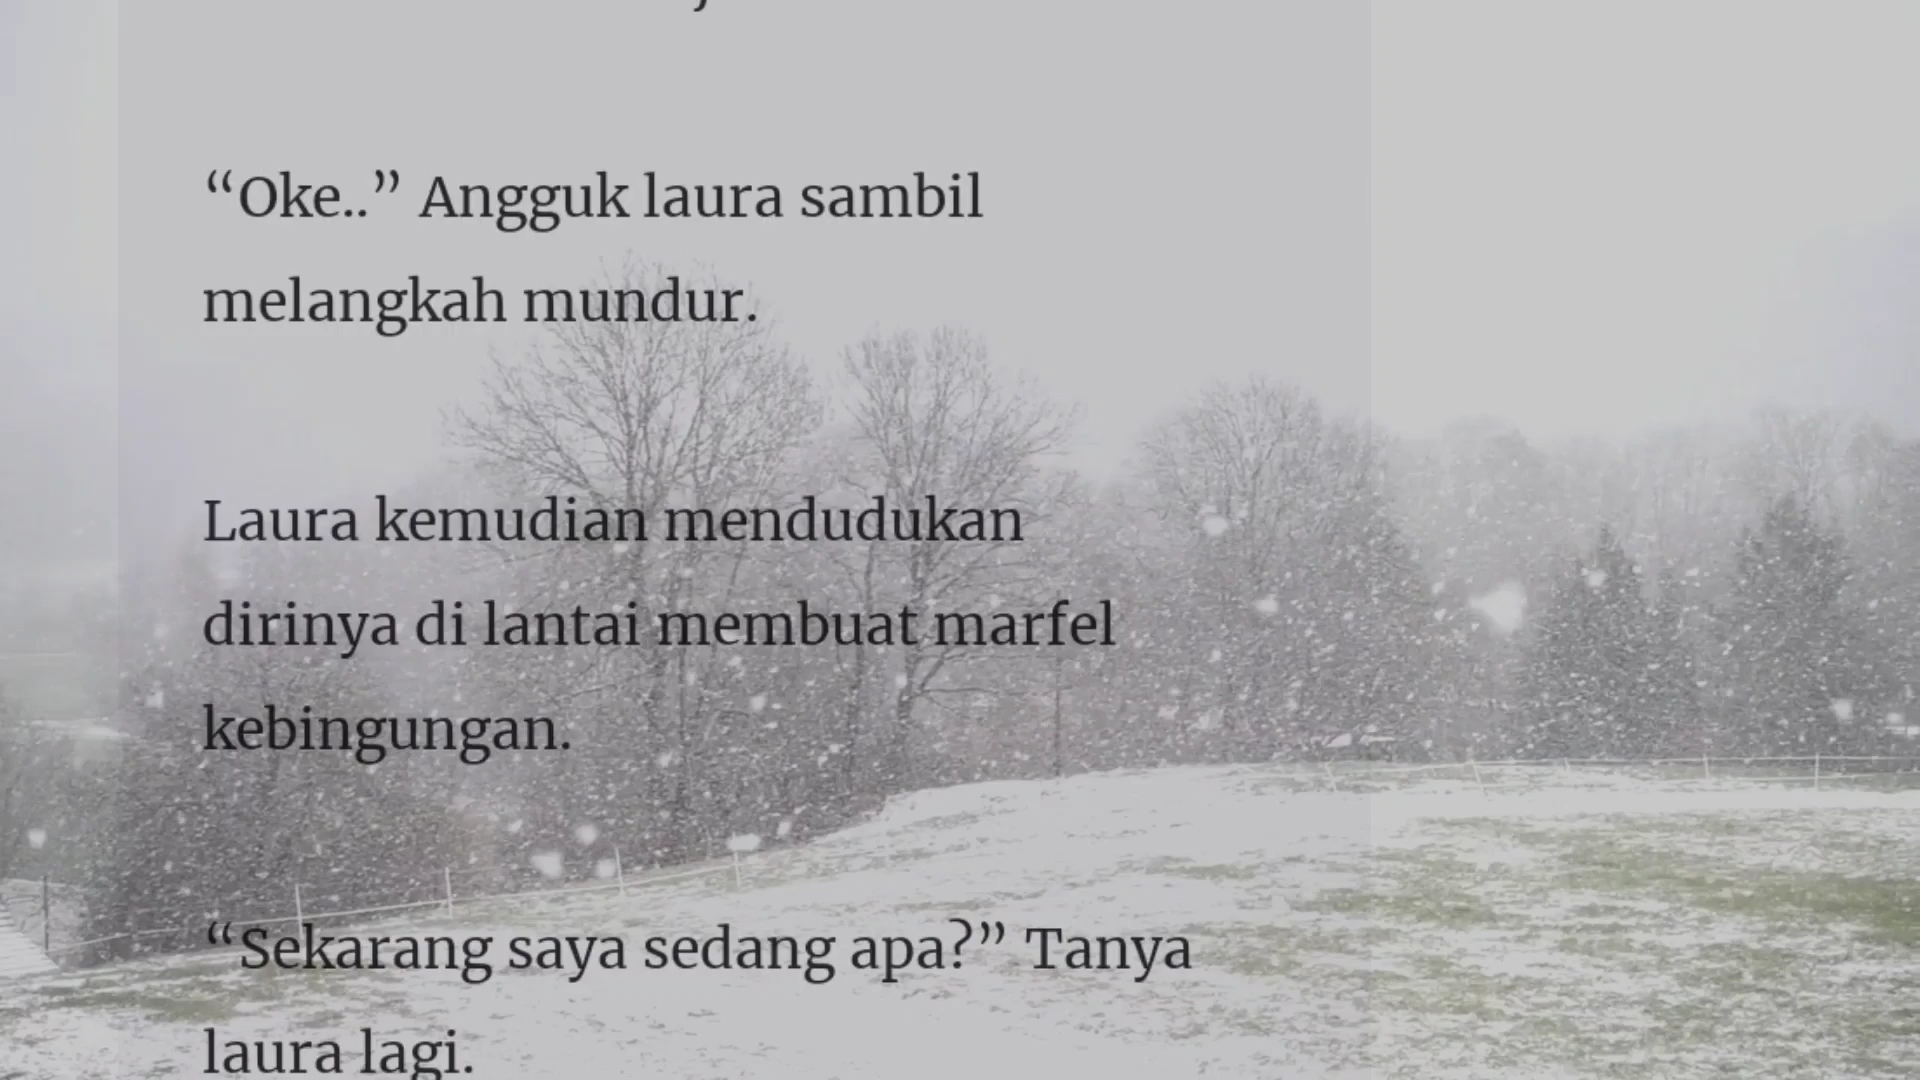 “Oke..” Angguk laura sambil
melangkah mundur.
Laura kemudian mendudukan
dirinya di lantai membuat marfel
kebingungan.
“Sekarang saya sedang apa?” Tanya
laura lagi.